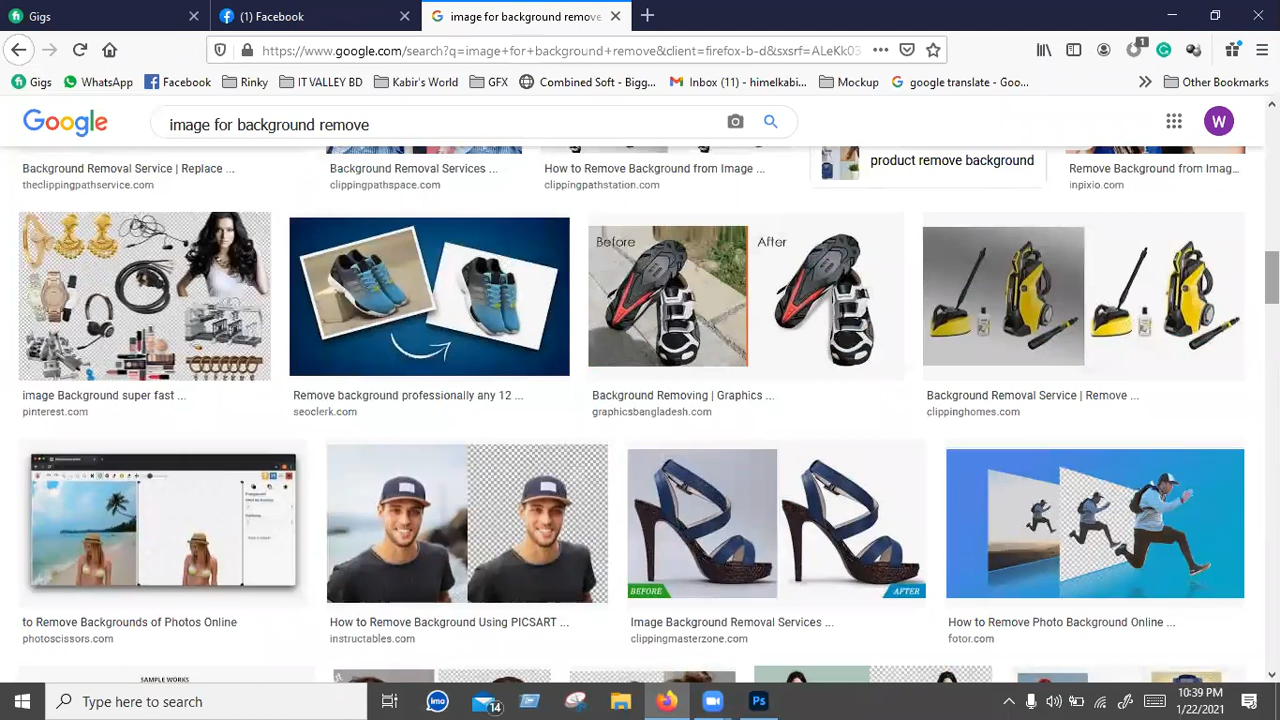 Gigs
(1) Facebook
image for background remove
https://www.google.com/search?q=image+for+background+remove&client=firefox-b-d&sxsrf=ALeKk03
Gigs
WhatsApp
Facebook
Rinky
IT VALLEY BD
Kabir's World
GFX
Combined Soft - Bigg...
Inbox (11) - himelkabi...
Mockup
google translate - Goo...
Other Bookmarks
1
Google
image for background remove
W
product remove background
Background Removal Service | Replace ...
theclippingpathservice.com
Background Removal Services ...
clippingpathspace.com
How to Remove Background from Image ...
clippingpathstation.com
Remove Background from Imag...
inpixio.com
Before
After
image Background super fast ...
pinterest.com
Remove background professionally any 12 ...
seoclerk.com
Background Removing | Graphics ...
graphicsbangladesh.com
Background Removal Service | Remove ...
clippinghomes.com
BEFORE
AFTER
to Remove Backgrounds of Photos Online
photoscissors.com
How to Remove Background Using PICSART ...
instructables.com
Image Background Removal Services ...
clippingmasterzone.com
How to Remove Photo Background Online ...
fotor.com
SAMPLE WORKS
Type here to search
imo
14
Ps
10:39 PM
1/22/2021
1